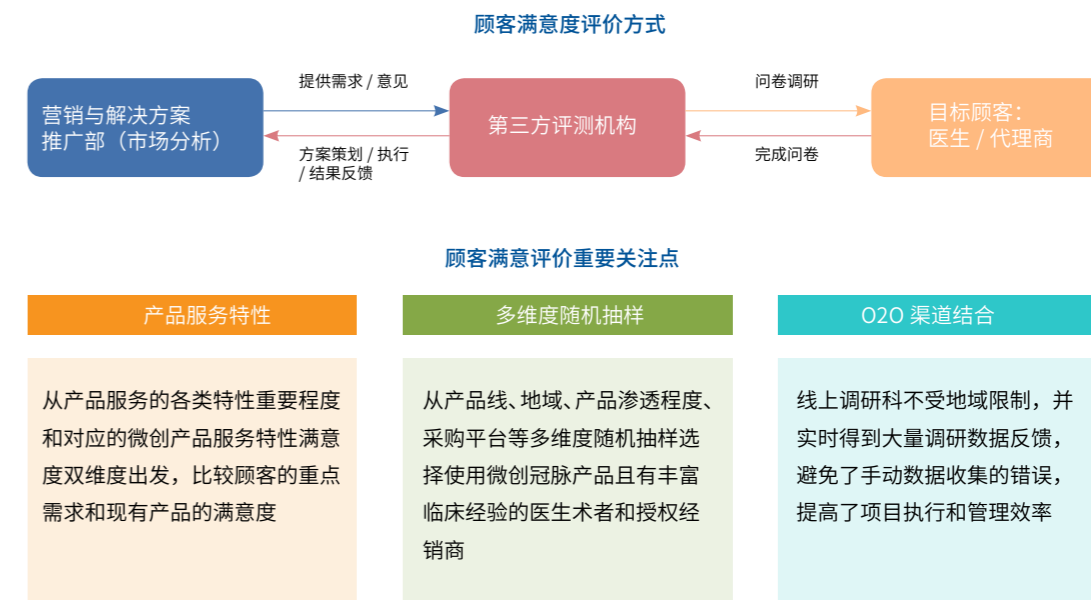 顾客满意度评价方式
提供需求 / 意见
问卷调研
营销与解决方案
推广部（市场分析）
第三方评测机构
目标顾客：
医生 / 代理商
方案策划 / 执行
/ 结果反馈
完成问卷
顾客满意评价重要关注点
产品服务特性
多维度随机抽样
O2O 渠道结合
从产品服务的各类特性重要程度
和对应的微创产品服务特性满意
度双维度出发，比较顾客的重点
需求和现有产品的满意度
从产品线、地域、产品渗透程度、
采购平台等多维度随机抽样选
择使用微创冠脉产品且有丰富
临床经验的医生术者和授权经
销商
线上调研科不受地域限制，并
实时得到大量调研数据反馈，
避免了手动数据收集的错误，
提高了项目执行和管理效率